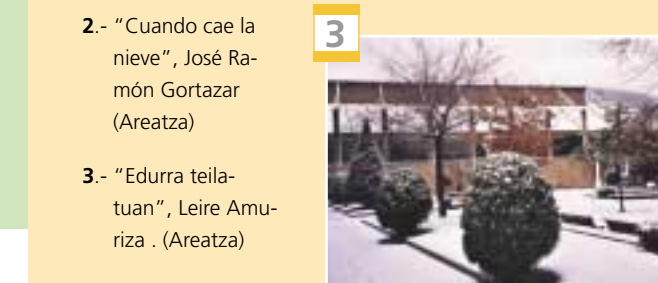 2.- “Cuando cae la
nieve”, José Ra-
món Gortazar
(Areatza)
3.- “Edurra teila-
tuan”, Leire Amu-
riza . (Areatza)
3